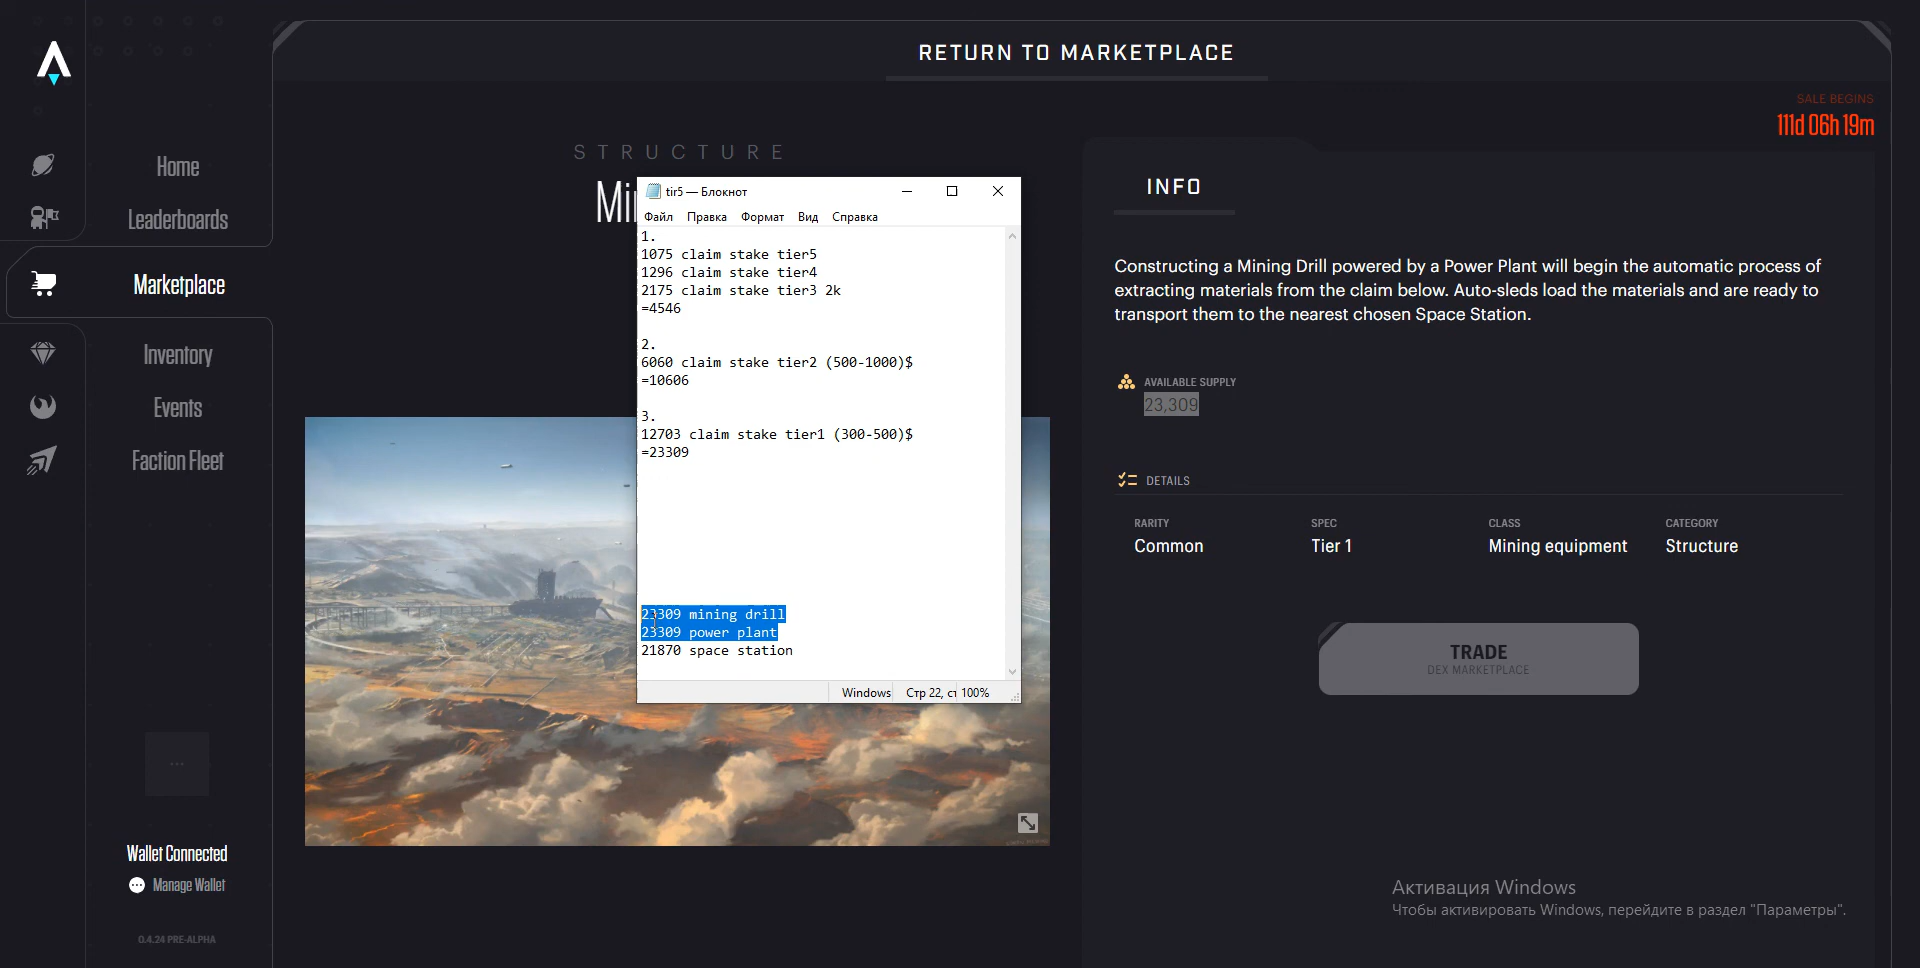 RETURN TO MARKETPLACE
SALE BEGINS
111d 06h 19m
Home
Leaderboards
Marketplace
Inventory
Events
Faction Fleet
Wallet Connected
Manage Wallet
0.4.24 PRE-ALPHA
STRUCTURE
tir5 — Блокнот
Файл Правка Формат Вид Справка
1.
1075 claim stake tier5
1296 claim stake tier4
2175 claim stake tier3 2k
=4546
2.
6060 claim stake tier2 (500-1000)$
=10606
3.
12703 claim stake tier1 (300-500)$
=23309
23309 mining drill
23309 power plant
21870 space station
Windows Стр 22, ст 100%
INFO
Constructing a Mining Drill powered by a Power Plant will begin the automatic process of
extracting materials from the claim below. Auto-sleds load the materials and are ready to
transport them to the nearest chosen Space Station.
AVAILABLE SUPPLY
23,309
DETAILS
RARITY SPEC CLASS CATEGORY
Common Tier 1 Mining equipment Structure
TRADE
DEX MARKETPLACE
Активация Windows
Чтобы активировать Windows, перейдите в раздел "Параметры".